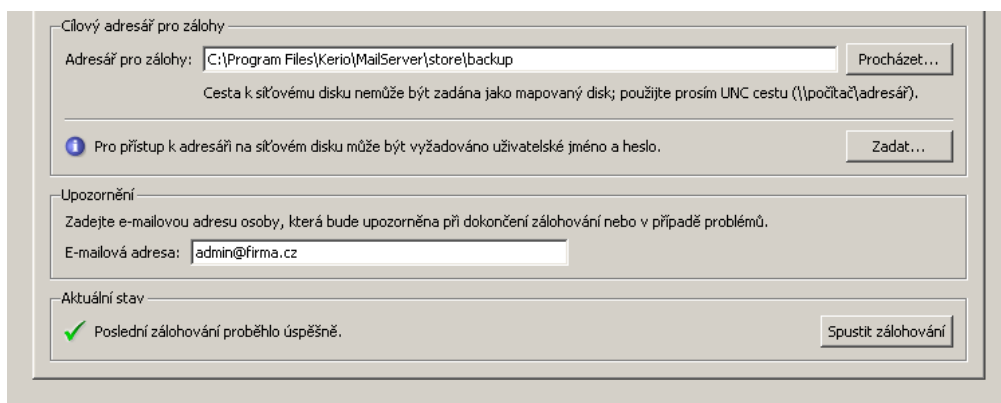 Cílový adresář pro zálohy
Adresář pro zálohy: C:\Program Files\Kerio\MailServer\store\backup Procházet...
Cesta k síťovému disku nemůže být zadána jako mapovaný disk; použijte prosím UNC cestu (\\počítač\adresář).
Pro přístup k adresáři na síťovém disku může být vyžadováno uživatelské jméno a heslo. Zadat...
Upozornění
Zadejte e-mailovou adresu osoby, která bude upozorněna při dokončení zálohování nebo v případě problémů.
E-mailová adresa: admin@firma.cz
Aktuální stav
Poslední zálohování proběhlo úspěšně. Spustit zálohování